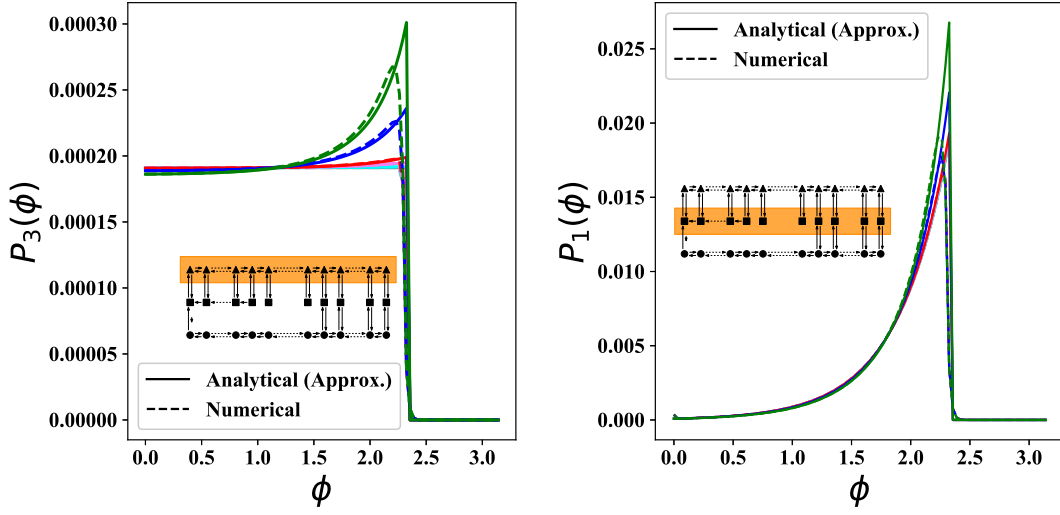 0.00030
0.00025
0.00020
0.00015
0.00010
0.00005
0.00000
P₃(ϕ)
Analytical (Approx.)
Numerical
0.0 0.5 1.0 1.5 2.0 2.5 3.0
ϕ
0.025
0.020
0.015
0.010
0.005
0.000
P₁(ϕ)
Analytical (Approx.)
Numerical
0.0 0.5 1.0 1.5 2.0 2.5 3.0
ϕ